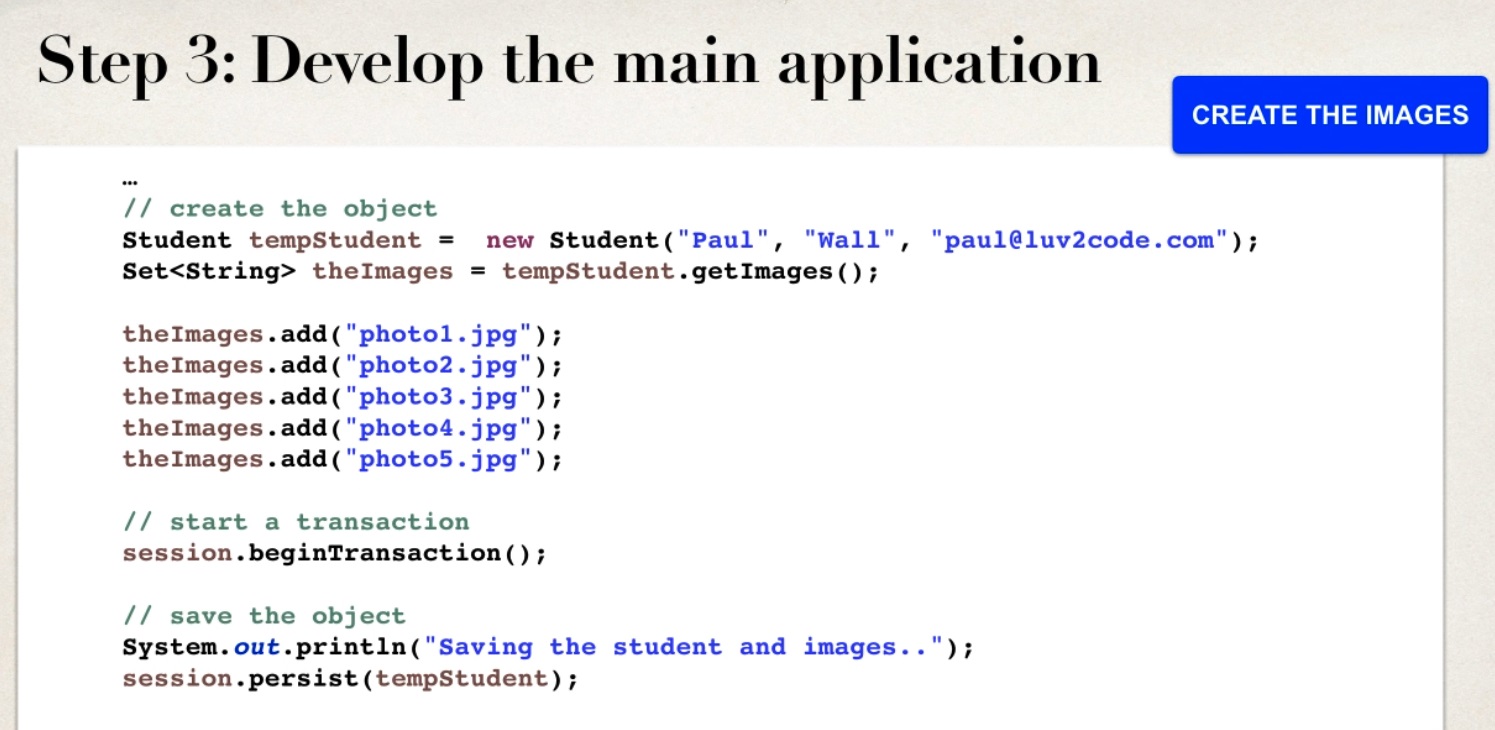 Step 3: Develop the main application
CREATE THE IMAGES
…
// create the object
Student tempStudent =  new Student("Paul", "Wall", "paul@luv2code.com");
Set<String> theImages = tempStudent.getImages();
theImages.add("photo1.jpg");
theImages.add("photo2.jpg");
theImages.add("photo3.jpg");
theImages.add("photo4.jpg");
theImages.add("photo5.jpg");
// start a transaction
session.beginTransaction();
// save the object
System.out.println("Saving the student and images..");
session.persist(tempStudent);